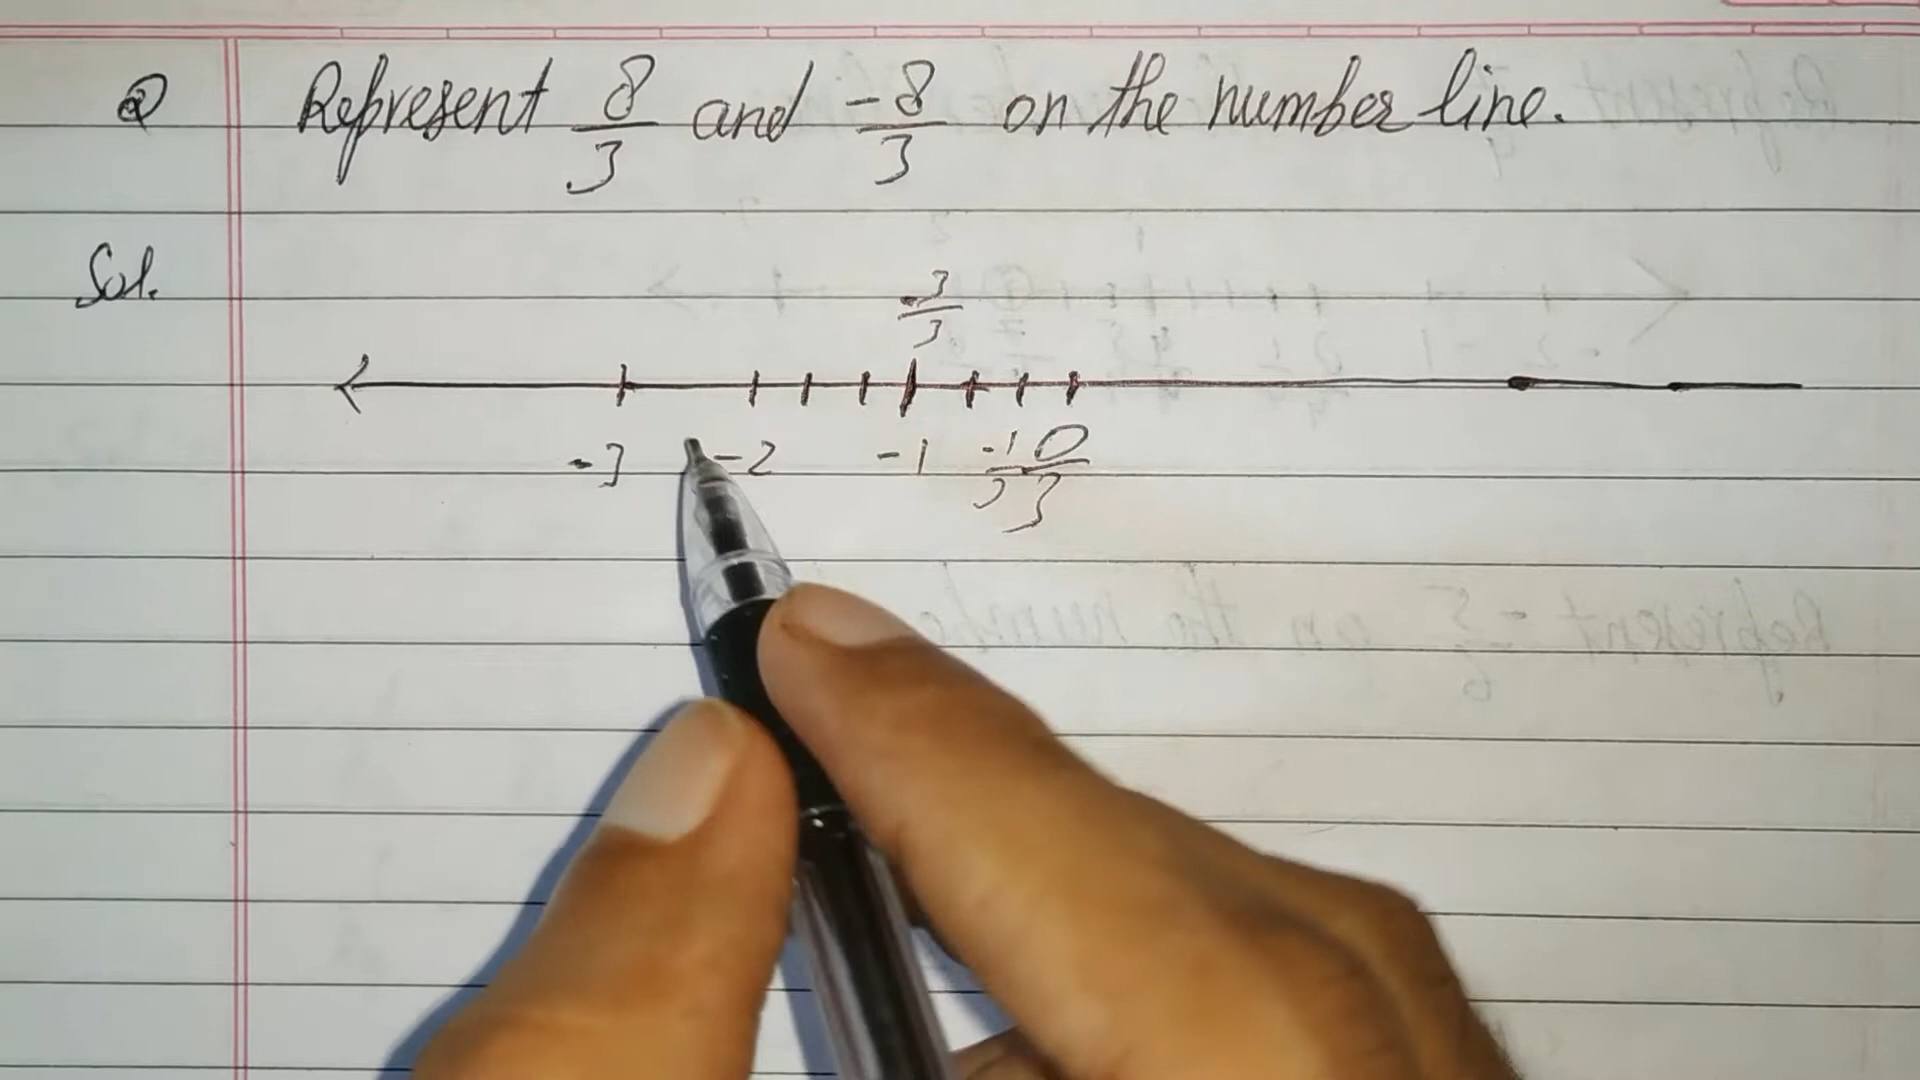 Q Represent 8/3 and -8/3 on the number line.
Sol.
-3/3
-3 -2 -1 -1/3 0/3